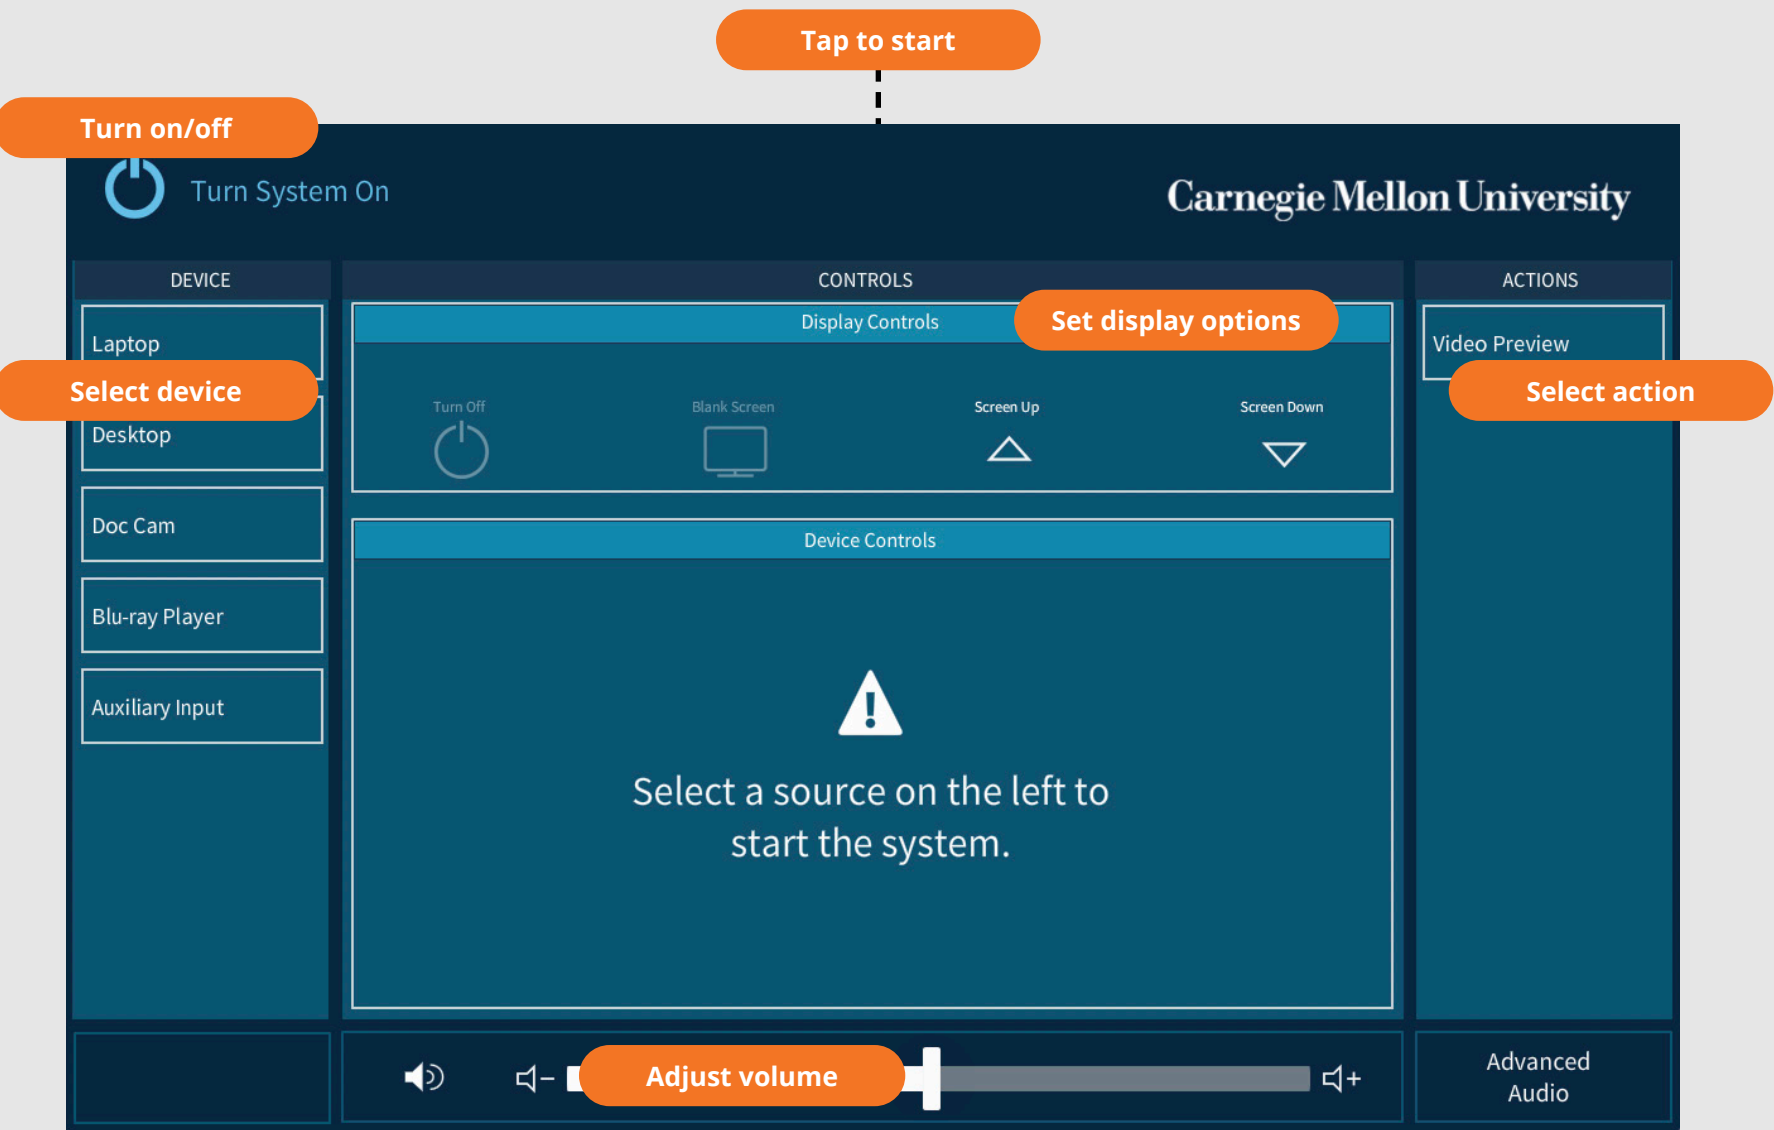 Tap to start
Turn on/off
Turn System On
Carnegie Mellon University
DEVICE
CONTROLS
ACTIONS
Laptop
Select device
Desktop
Doc Cam
Blu-ray Player
Auxiliary Input
Display Controls
Set display options
Turn Off
Blank Screen
Screen Up
Screen Down
Device Controls
Select a source on the left to
start the system.
Video Preview
Select action
Adjust volume
Advanced
Audio